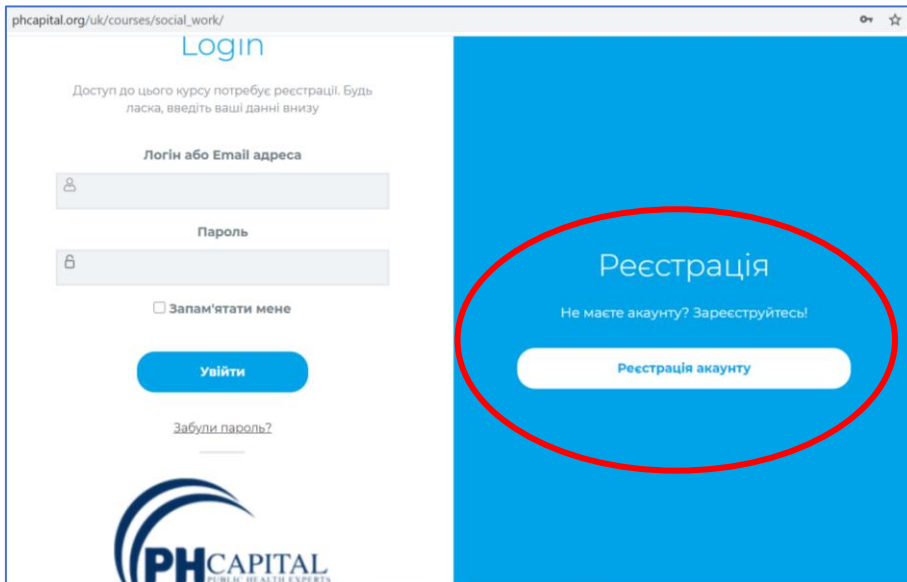 phcapital.org/uk/courses/social_work/
Login
Доступ до цього курсу потребує реєстрації. Будь
ласка, введіть ваші данні внизу
Логін або Email адреса
Пароль
Запам'ятати мене
Увійти
Забули пароль?
PHCAPITAL
PUBLIC HEALTH EXPERTS
Реєстрація
Не маєте акаунту? Зареєструйтесь!
Реєстрація акаунту